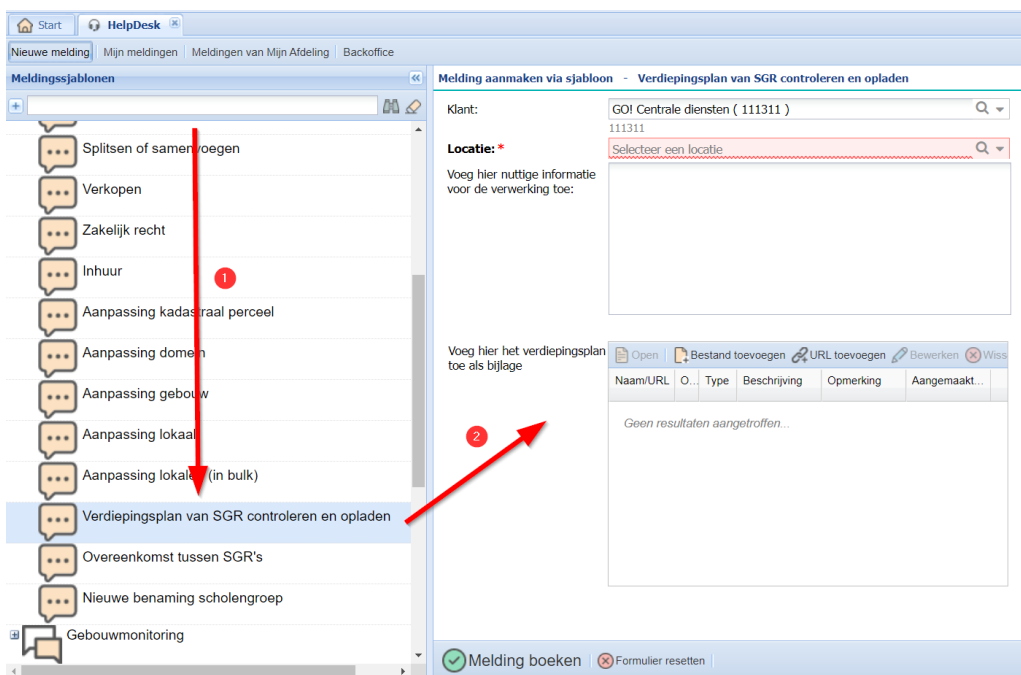 Start
HelpDesk
Nieuwe melding
Mijn meldingen
Meldingen van Mijn Afdeling
Backoffice
Meldingssjablonen
Splitsen of samenvoegen
Verkopen
Zakelijk recht
Inhuur
1
Aanpassing kadastraal perceel
Aanpassing domein
Aanpassing gebouw
Aanpassing lokaal
Aanpassing lokalen (in bulk)
Verdiepingsplan van SGR controleren en opladen
Overeenkomst tussen SGR's
Nieuwe benaming scholengroep
Gebouwmonitoring
Melding aanmaken via sjabloon - Verdiepingsplan van SGR controleren en opladen
Klant:
GO! Centrale diensten ( 111311 )
111311
Locatie: *
Selecteer een locatie
Voeg hier nuttige informatie
voor de verwerking toe:
Voeg hier het verdiepingsplan
toe als bijlage
2
Open
Bestand toevoegen
URL toevoegen
Bewerken
Wiss
Naam/URL
O...
Type
Beschrijving
Opmerking
Aangemaakt...
Geen resultaten aangetroffen...
Melding boeken
Formulier resetten